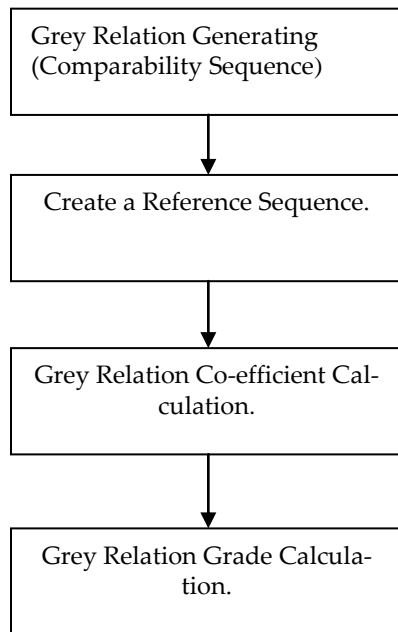 Grey Relation Generating
(Comparability Sequence)
Create a Reference Sequence.
Grey Relation Co-efficient Cal-
culation.
Grey Relation Grade Calcula-
tion.